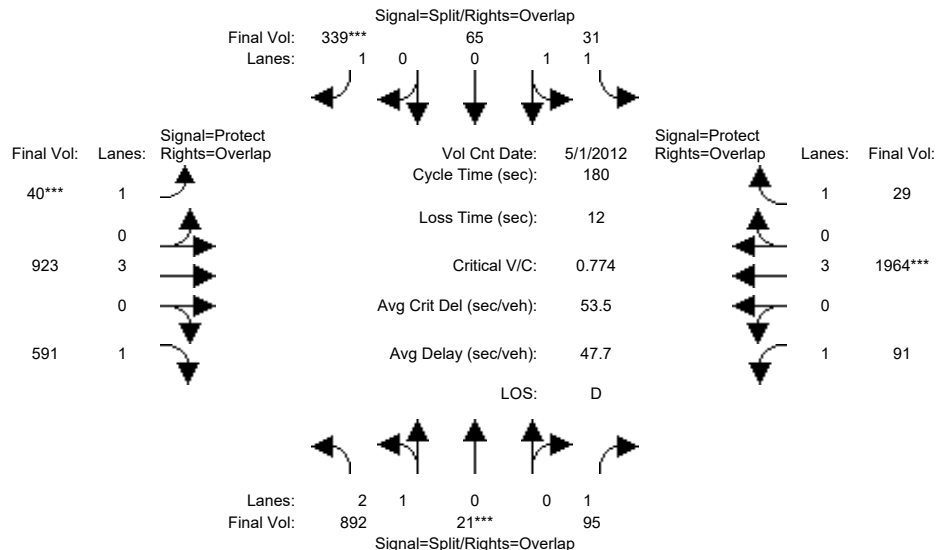 Signal=Split/Rights=Overlap
Final Vol: 339*** 65 31
Lanes: 1 0 0 1 1
Signal=Protect Signal=Protect
Final Vol: Lanes: Rights=Overlap Vol Cnt Date: 5/1/2012 Rights=Overlap Lanes: Final Vol:
Cycle Time (sec): 180
40*** 1 1 29
Loss Time (sec): 12
0 0
923 3 Critical V/C: 0.774 3 1964***
0 Avg Crit Del (sec/veh): 53.5 0
591 1 Avg Delay (sec/veh): 47.7 1 91
LOS: D
Lanes: 2 1 0 0 1
Final Vol: 892 21*** 95
Signal=Split/Rights=Overlap